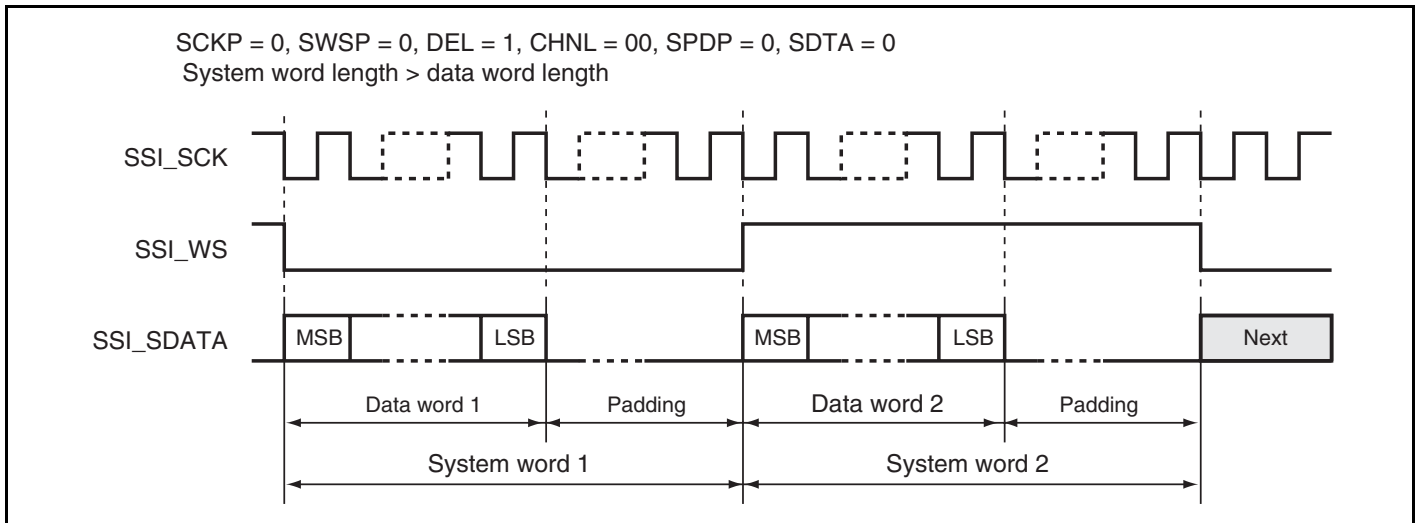 SCKP = 0, SWSP = 0, DEL = 1, CHNL = 00, SPDP = 0, SDTA = 0
System word length > data word length
SSI_SCK
SSI_WS
SSI_SDATA
MSB LSB MSB LSB Next
Data word 1 Padding Data word 2 Padding
System word 1 System word 2